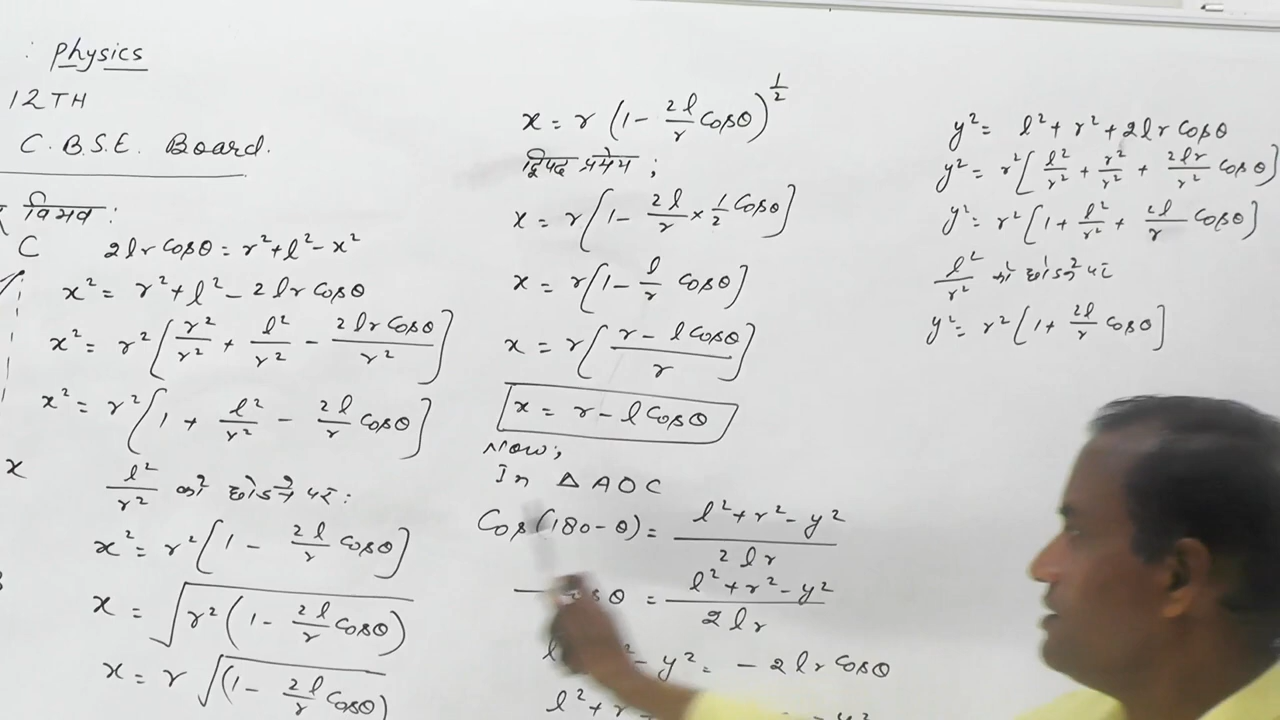 : Physics
12TH
C.B.S.E. Board.
विभव :
C 2lr Cosθ = r² + l² - x²
x² = r² + l² - 2lr Cosθ
x² = r² [r²/r² + l²/r² - 2lr Cosθ/r²]
x² = r² [1 + l²/r² - 2l/r Cosθ]
x
l²/r² को छोड़ने पर :
x² = r² [1 - 2l/r Cosθ]
x = √(r² (1 - 2l/r Cosθ))
x = r √(1 - 2l/r Cosθ)
x = r (1 - 2l/r Cosθ)^1/2
द्विपद प्रमेय ;
x = r [1 - 2l/r × 1/2 Cosθ]
x = r [1 - l/r Cosθ]
x = r [r - l Cosθ/r]
x = r - l Cosθ
Now;
In △ AOC
Cos(180 - θ) = l² + r² - y²/2lr
θ = l² + r² - y²/2lr
- y² = - 2lr Cosθ
l² + r
y² = l² + r² + 2lr Cosθ
y² = r² [l²/r² + r²/r² + 2lr/r² Cosθ]
y² = r² [1 + l²/r² + 2l/r Cosθ]
l²/r² को छोड़ने पर
y² = r² [1 + 2l/r Cosθ]